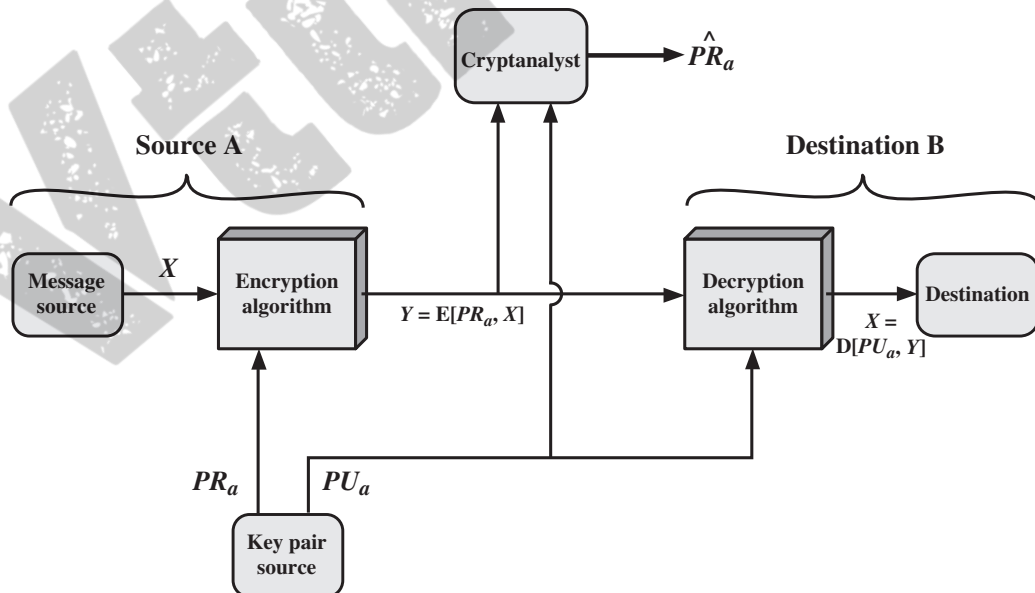 Cryptanalyst
P̂R_a
Source A
Destination B
Message
source
X
Encryption
algorithm
Y = E[PR_a, X]
Decryption
algorithm
X =
D[PU_a, Y]
Destination
PR_a
PU_a
Key pair
source